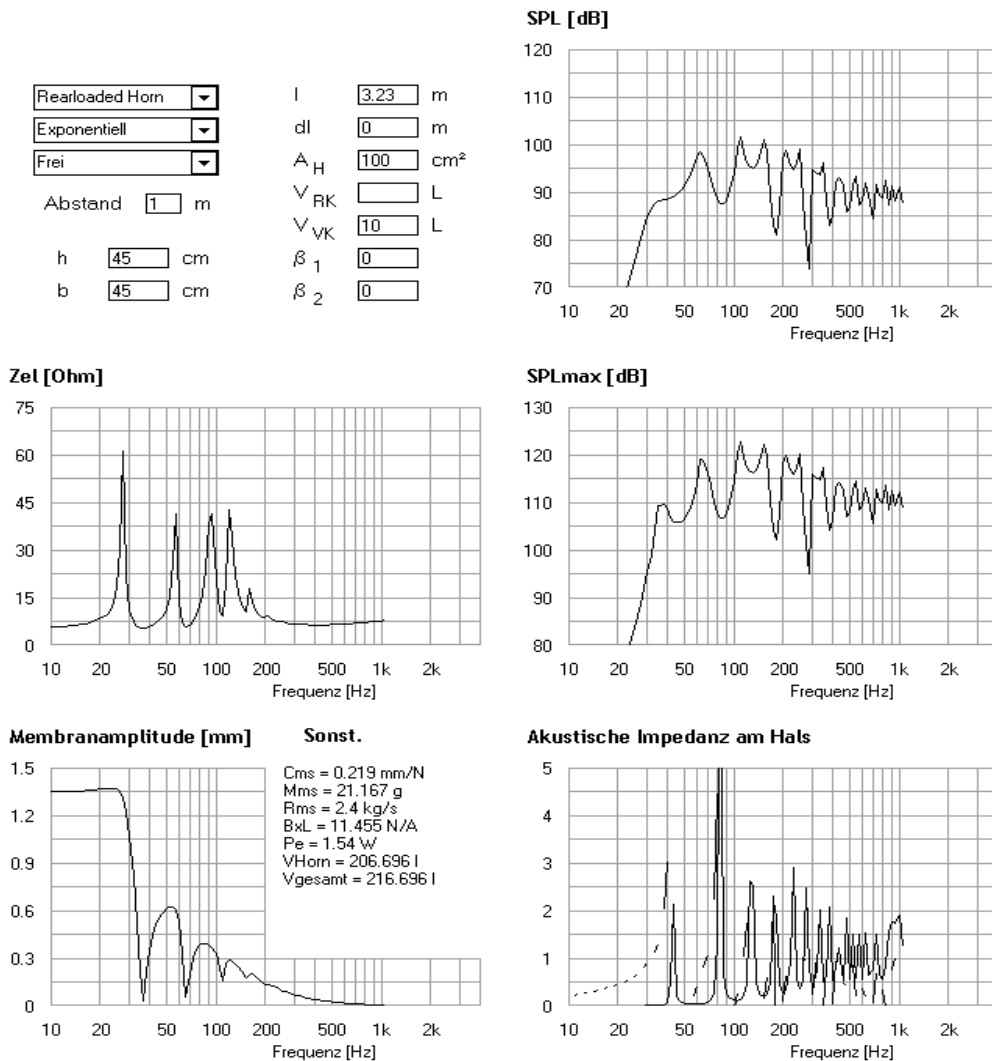 Rearloaded Horn
Exponentiell
Frei
Abstand 1 m
h 45 cm
b 45 cm
l 3.23 m
dl 0 m
A H 100 cm²
V RK L
V VK 10 L
β 1 0
β 2 0
SPL [dB]
120
110
100
90
80
70
10 20 50 100 200 500 1k 2k
Frequenz [Hz]
Zel [Ohm]
75
60
45
30
15
0
10 20 50 100 200 500 1k 2k
Frequenz [Hz]
SPLmax [dB]
130
120
110
100
90
80
10 20 50 100 200 500 1k 2k
Frequenz [Hz]
Membranamplitude [mm]
1.5
1.2
0.9
0.6
0.3
0
10 20 50 100 200 500 1k 2k
Frequenz [Hz]
Sonst.
Cms = 0.219 mm/N
Mms = 21.167 g
Rms = 2.4 kg/s
BxL = 11.455 N/A
Pe = 1.54 W
VHorn = 206.696 l
Vgesamt = 216.696 l
Akustische Impedanz am Hals
5
4
3
2
1
0
10 20 50 100 200 500 1k 2k
Frequenz [Hz]